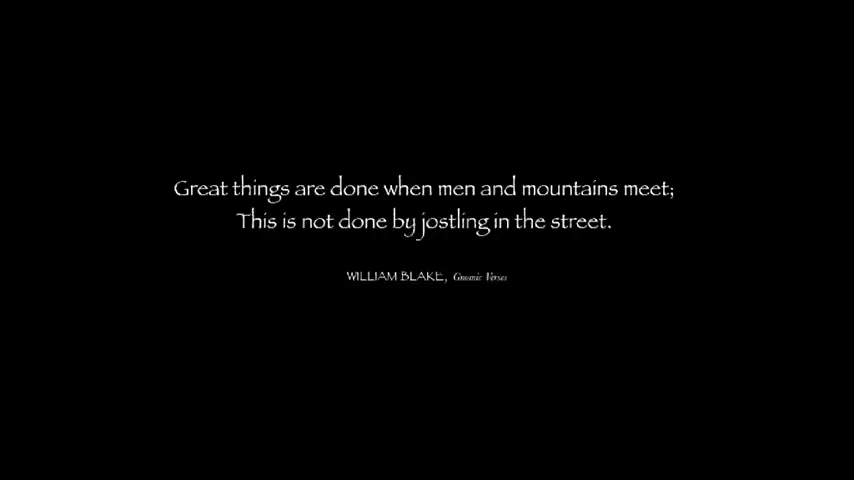 Great things are done when men and mountains meet;
This is not done by jostling in the street.
WILLIAM BLAKE, Gnomic Verses